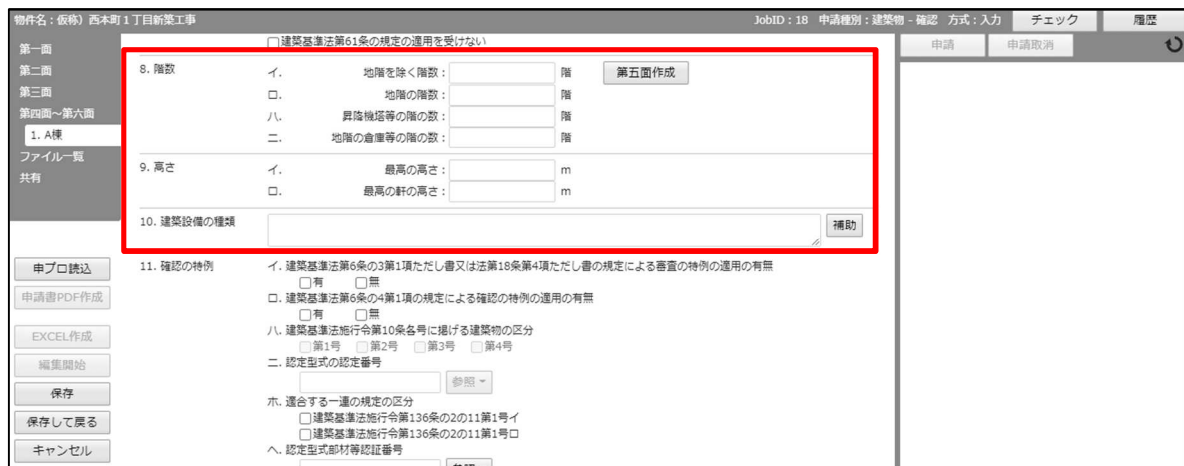 物件名：仮称）西本町１丁目新築工事 JobID：18 申請種別：建築物 - 確認 方式：入力 チェック 履歴
申請 申請取消
第一面
第二面
第三面
第四面～第六面
1. A棟
ファイル一覧
共有
申プロ読込
申請書PDF作成
EXCEL作成
編集開始
保存
保存して戻る
キャンセル
建築基準法第61条の規定の適用を受けない
8. 階数 イ. 地階を除く階数： 階 第五面作成
ロ. 地階の階数： 階
ハ. 昇降機塔等の階の数： 階
ニ. 地階の倉庫等の階の数： 階
9. 高さ イ. 最高の高さ： m
ロ. 最高の軒の高さ： m
10. 建築設備の種類 補助
11. 確認の特例 イ. 建築基準法第6条の3第1項ただし書又は法第18条第4項ただし書の規定による審査の特例の適用の有無
有 無
ロ. 建築基準法第6条の4第1項の規定による確認の特例の適用の有無
有 無
ハ. 建築基準法施行令第10条各号に掲げる建築物の区分
第1号 第2号 第3号 第4号
ニ. 認定型式の認定番号
参照
ホ. 適合する一連の規定の区分
建築基準法施行令第136条の2の11第1号イ
建築基準法施行令第136条の2の11第1号ロ
ヘ. 認定型式部材等認証番号
参照